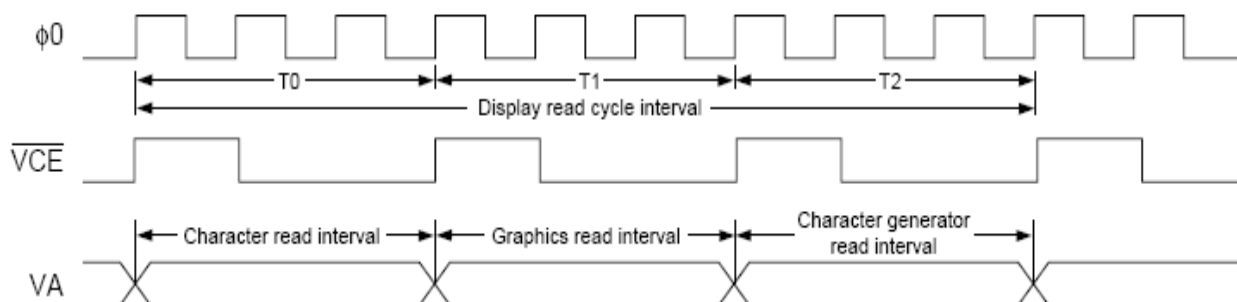 ϕ0
T0 T1 T2
Display read cycle interval
VCE
Character read interval Graphics read interval Character generator
read interval
VA